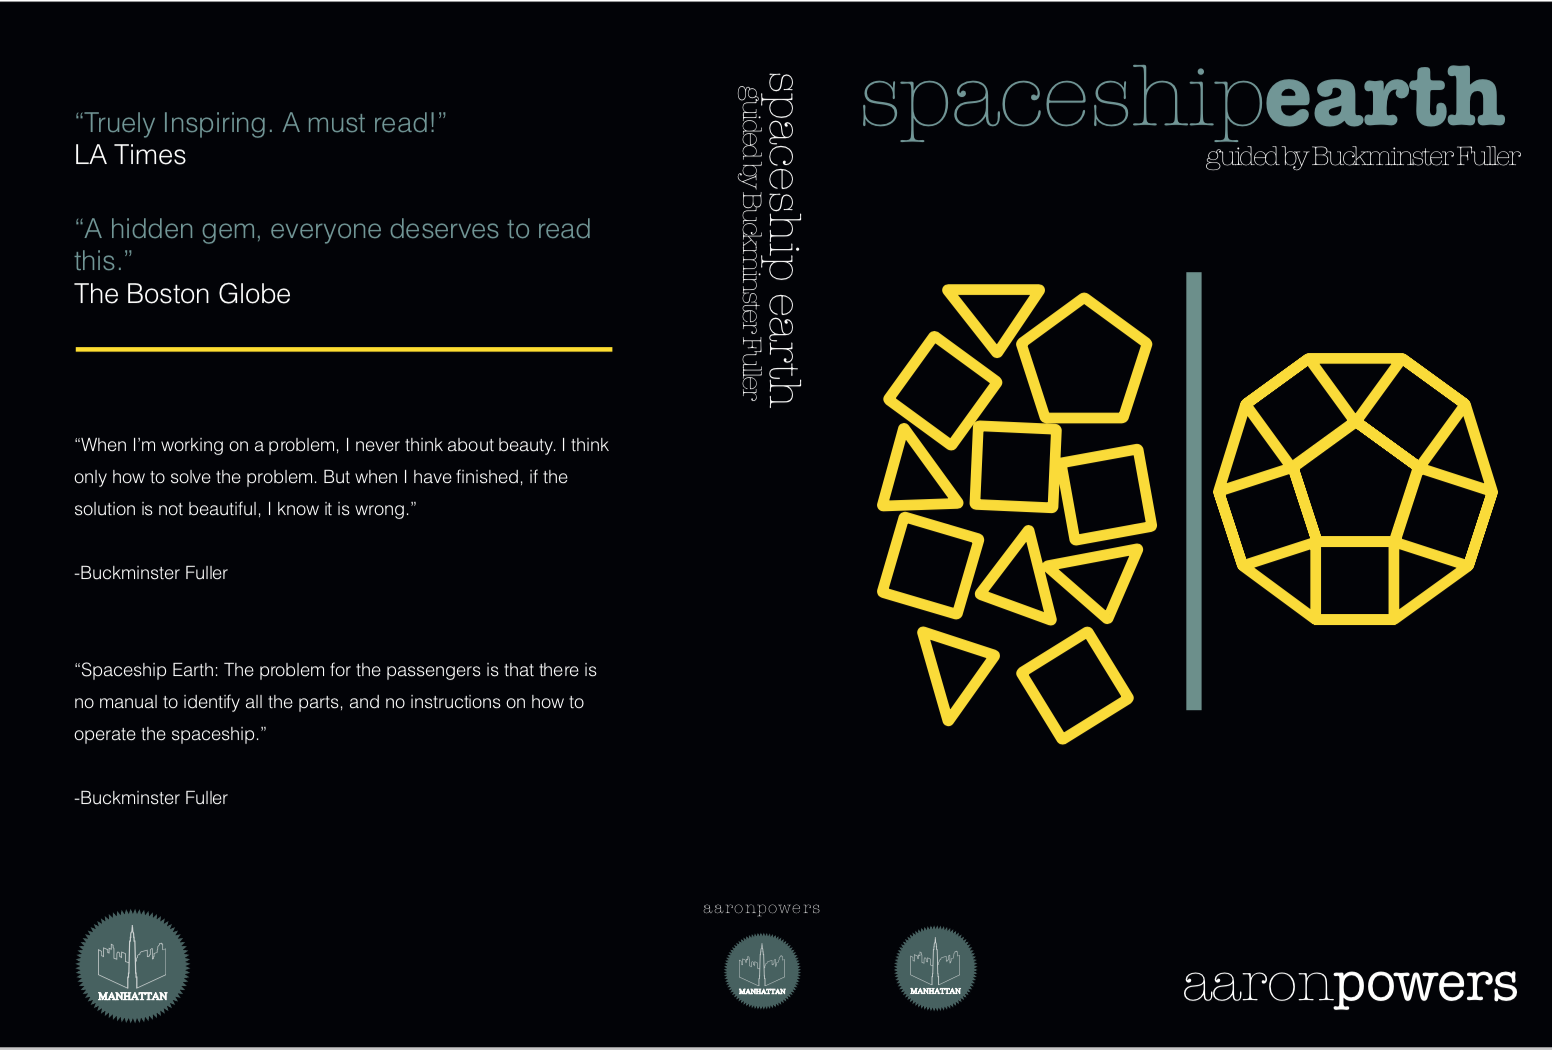 “Truely Inspiring. A must read!”
LA Times
“A hidden gem, everyone deserves to read
this.”
The Boston Globe
“When I’m working on a problem, I never think about beauty. I think
only how to solve the problem. But when I have finished, if the
solution is not beautiful, I know it is wrong.”
-Buckminster Fuller
“Spaceship Earth: The problem for the passengers is that there is
no manual to identify all the parts, and no instructions on how to
operate the spaceship.”
-Buckminster Fuller
MANHATTAN
spaceship earth
guided by Buckminster Fuller
aaronpowers
MANHATTAN
spaceshipearth
guided by Buckminster Fuller
MANHATTAN
aaronpowers